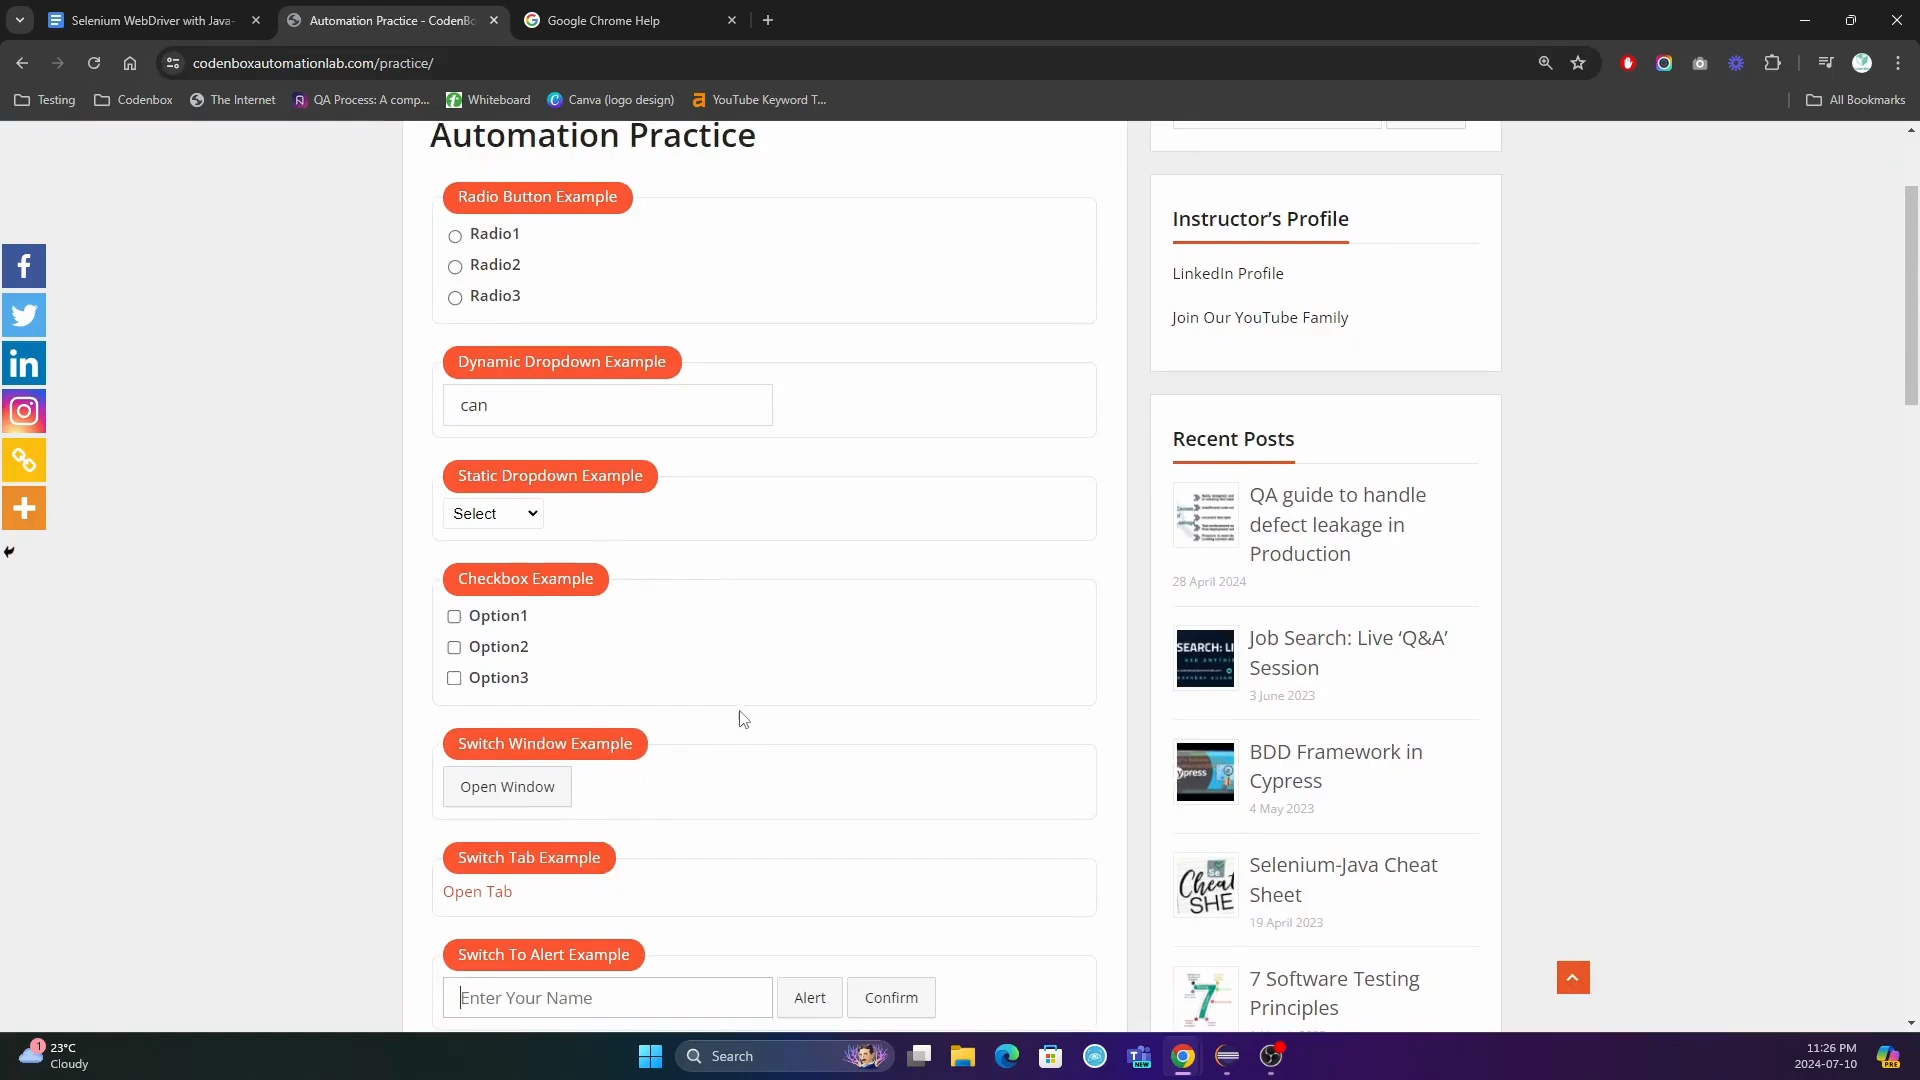 Selenium WebDriver with Java-
Automation Practice - CodenBo
Google Chrome Help
codenboxautomationlab.com/practice/
Testing
Codenbox
The Internet
QA Process: A comp...
Whiteboard
Canva (logo design)
YouTube Keyword T...
All Bookmarks
Automation Practice
Radio Button Example
Radio1
Radio2
Radio3
Dynamic Dropdown Example
can
Static Dropdown Example
Select
Checkbox Example
Option1
Option2
Option3
Switch Window Example
Open Window
Switch Tab Example
Open Tab
Switch To Alert Example
Enter Your Name
Alert
Confirm
Instructor’s Profile
LinkedIn Profile
Join Our YouTube Family
Recent Posts
QA guide to handle
defect leakage in
Production
28 April 2024
Job Search: Live ‘Q&A’
Session
3 June 2023
BDD Framework in
Cypress
4 May 2023
Selenium-Java Cheat
Sheet
19 April 2023
7 Software Testing
Principles
1
23°C
Cloudy
Search
11:26 PM
2024-07-10